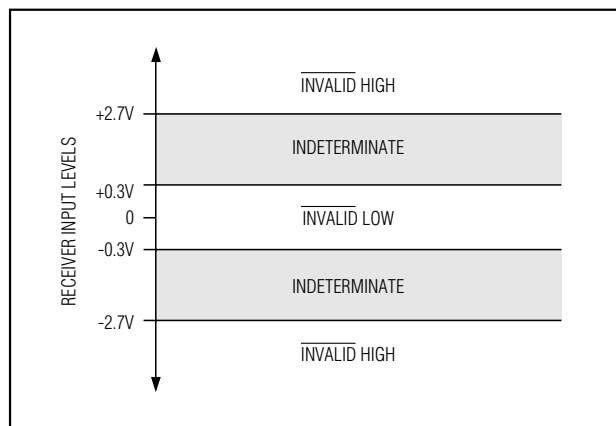 INVALID HIGH
+2.7V
INDETERMINATE
+0.3V
0
INVALID LOW
-0.3V
INDETERMINATE
-2.7V
INVALID HIGH
RECEIVER INPUT LEVELS